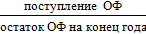 поступление ОФ
остаток ОФ на конец года